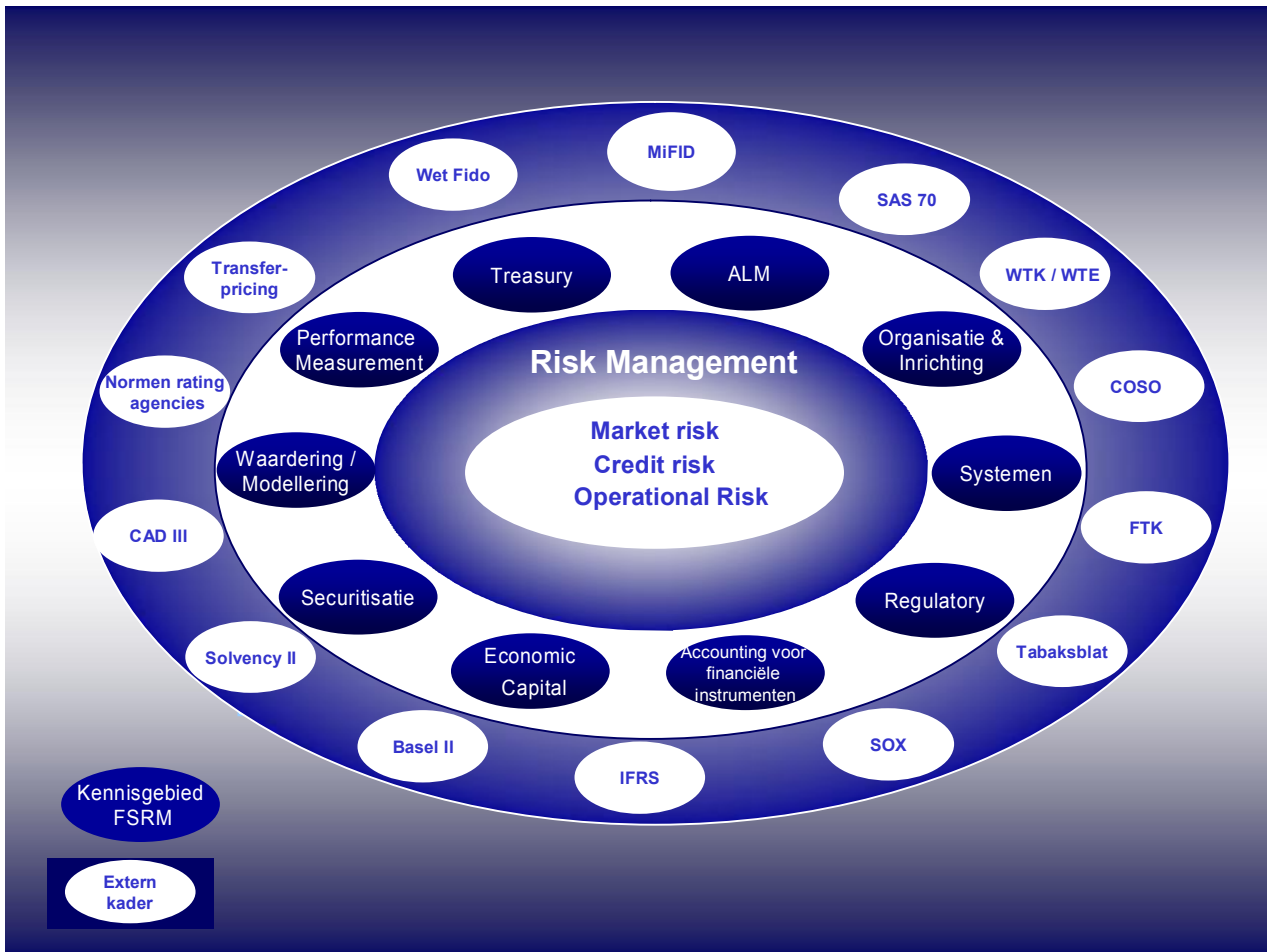 MiFID
Wet Fido
SAS 70
Transfer-
pricing
WTK / WTE
Treasury
ALM
Performance
Measurement
Organisatie &
Inrichting
Risk Management
Normen rating
agencies
COSO
Market risk
Credit risk
Operational Risk
Waardering /
Modellering
Systemen
CAD III
FTK
Securitisatie
Regulatory
Solvency II
Tabaksblat
Economic
Capital
Accounting voor
financiële
instrumenten
Basel II
IFRS
SOX
Kennisgebied
FSRM
Extern
kader